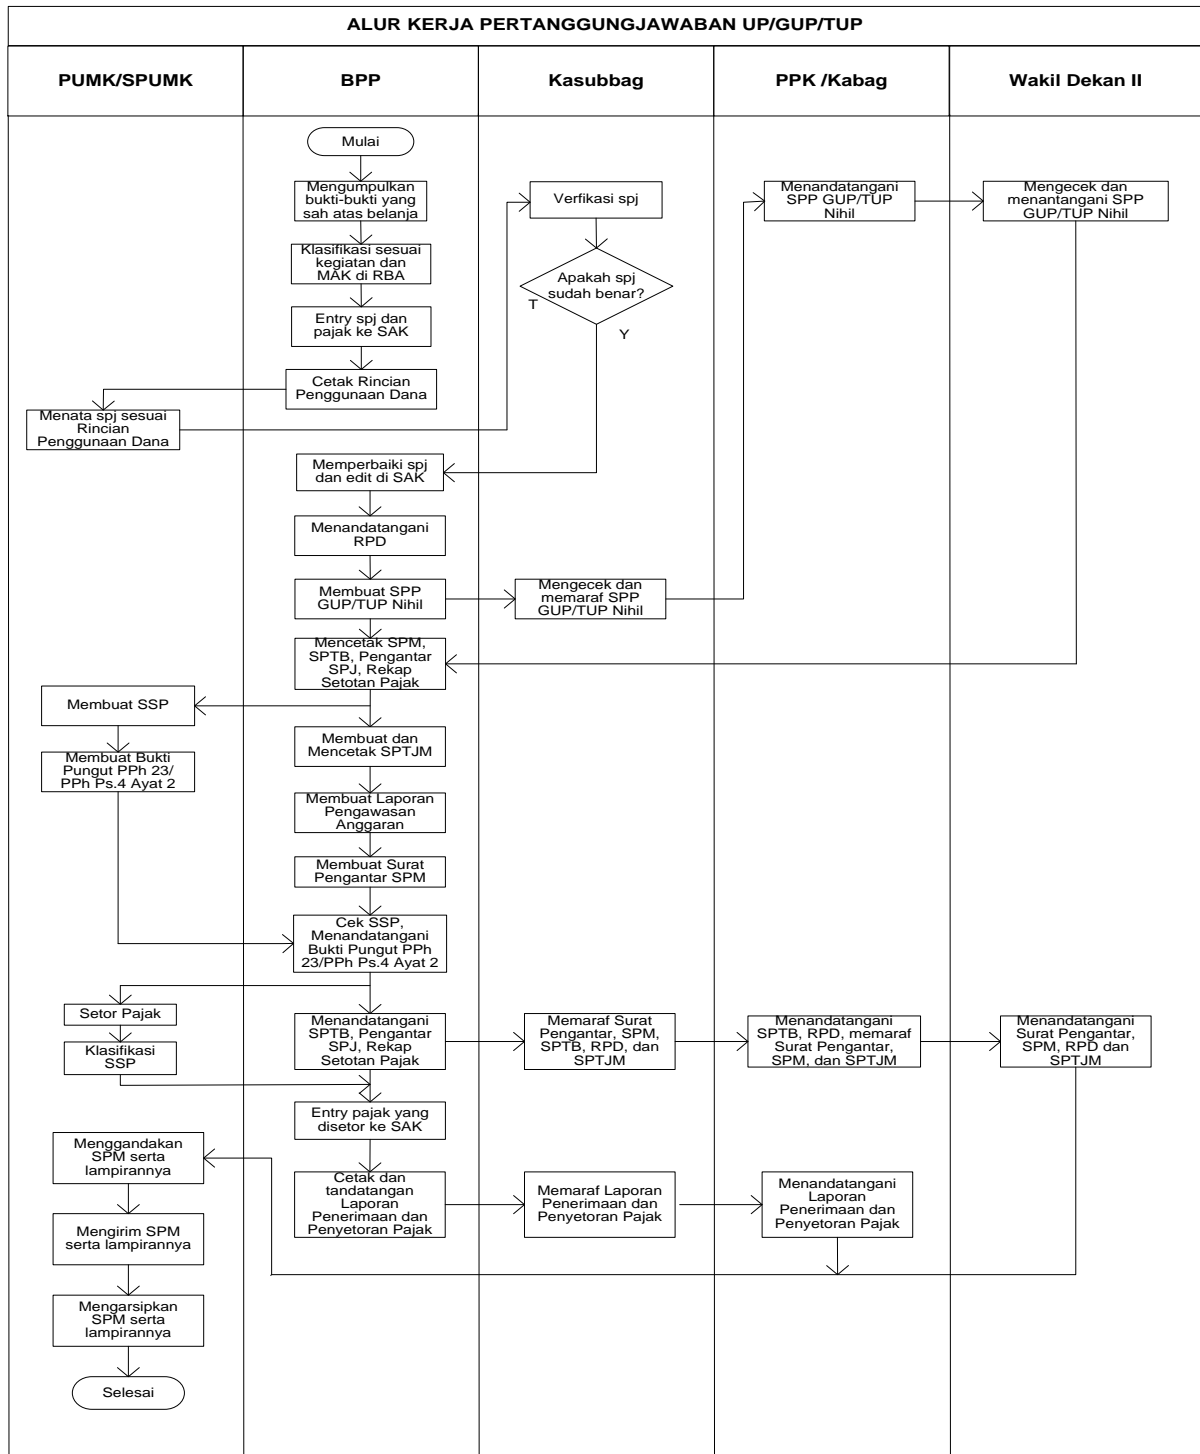 ALUR KERJA PERTANGGUNGJAWABAN UP/GUP/TUP
PUMK/SPUMK
BPP
Kasubbag
PPK /Kabag
Wakil Dekan II
Mulai
Mengumpulkan
bukti-bukti yang
sah atas belanja
Verfikasi spj
Menandatangani
SPP GUP/TUP
Nihil
Mengecek dan
menantangani SPP
GUP/TUP Nihil
Klasifikasi sesuai
kegiatan dan
MAK di RBA
Apakah spj
sudah benar?
T
Y
Entry spj dan
pajak ke SAK
Cetak Rincian
Penggunaan Dana
Menata spj sesuai
Rincian
Penggunaan Dana
Memperbaiki spj
dan edit di SAK
Menandatangani
RPD
Membuat SPP
GUP/TUP Nihil
Mengecek dan
memaraf SPP
GUP/TUP Nihil
Mencetak SPM,
SPTB, Pengantar
SPJ, Rekap
Setotan Pajak
Membuat SSP
Membuat dan
Mencetak SPTJM
Membuat Bukti
Pungut PPh 23/
PPh Ps.4 Ayat 2
Membuat Laporan
Pengawasan
Anggaran
Membuat Surat
Pengantar SPM
Cek SSP,
Menandatangani
Bukti Pungut PPh
23/PPh Ps.4 Ayat 2
Setor Pajak
Klasifikasi
SSP
Menandatangani
SPTB, Pengantar
SPJ, Rekap
Setotan Pajak
Memaraf Surat
Pengantar, SPM,
SPTB, RPD, dan
SPTJM
Menandatangani
SPTB, RPD, memaraf
Surat Pengantar,
SPM, dan SPTJM
Menandatangani
Surat Pengantar,
SPM, RPD dan
SPTJM
Entry pajak yang
disetor ke SAK
Menggandakan
SPM serta
lampirannya
Cetak dan
tandatangan
Laporan
Penerimaan dan
Penyetoran Pajak
Memaraf Laporan
Penerimaan dan
Penyetoran Pajak
Menandatangani
Laporan
Penerimaan dan
Penyetoran Pajak
Mengirim SPM
serta lampirannya
Mengarsipkan
SPM serta
lampirannya
Selesai